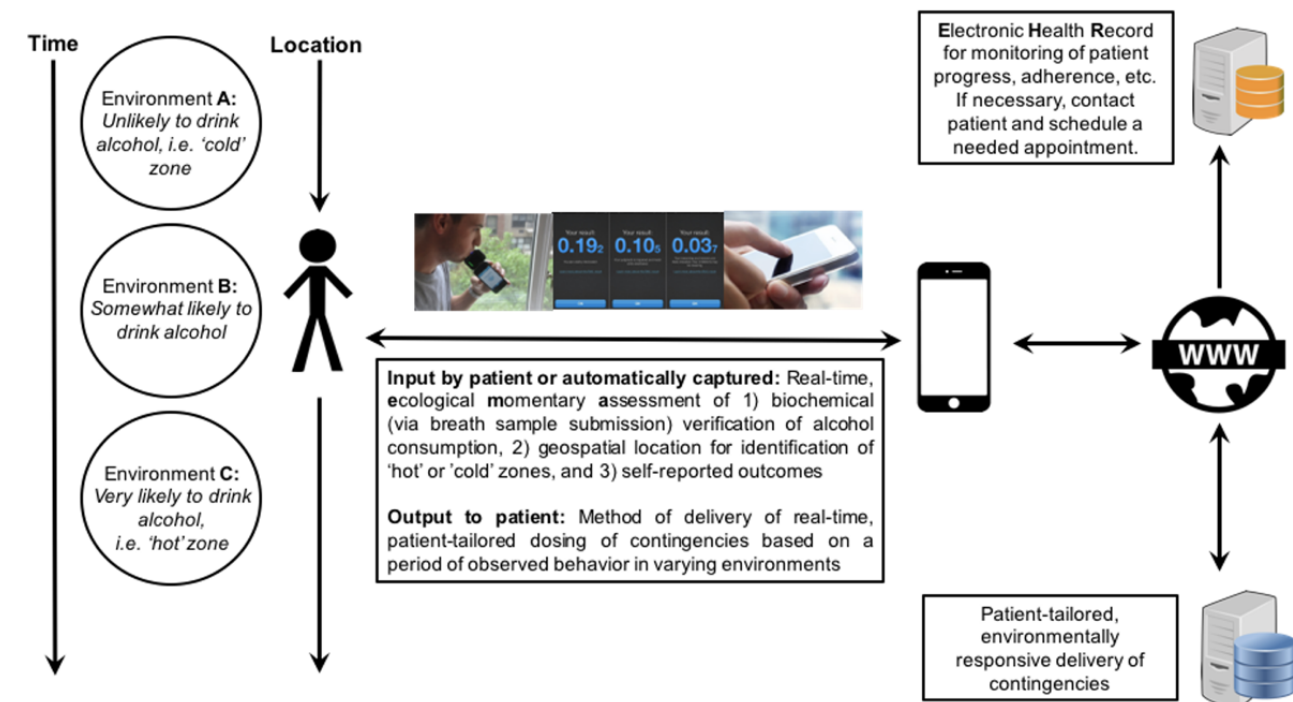 Time
Location
Environment A:
Unlikely to drink
alcohol, i.e. ‘cold’
zone
Environment B:
Somewhat likely to
drink alcohol
Environment C:
Very likely to drink
alcohol,
i.e. ‘hot’ zone
Your result:
0.192
Your result:
0.105
Your result:
0.037
Input by patient or automatically captured: Real-time,
ecological momentary assessment of 1) biochemical
(via breath sample submission) verification of alcohol
consumption, 2) geospatial location for identification of
‘hot’ or ’cold’ zones, and 3) self-reported outcomes
Output to patient: Method of delivery of real-time,
patient-tailored dosing of contingencies based on a
period of observed behavior in varying environments
Electronic Health Record
for monitoring of patient
progress, adherence, etc.
If necessary, contact
patient and schedule a
needed appointment.
WWW
Patient-tailored,
environmentally
responsive delivery of
contingencies